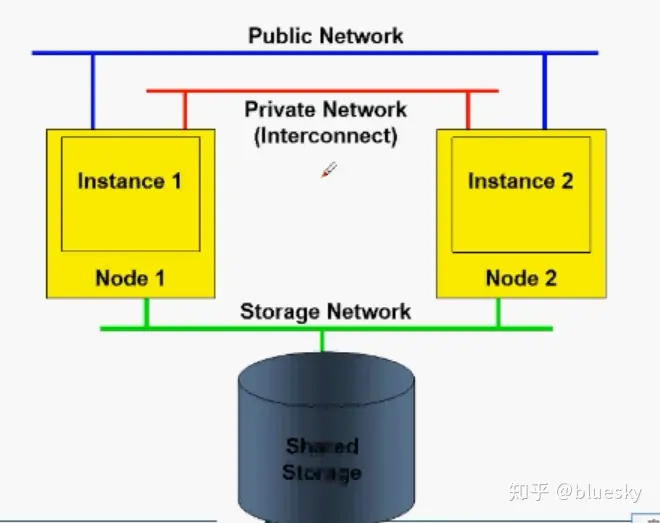 Public Network
Private Network
(Interconnect)
Instance 1
Instance 2
Node 1
Node 2
Storage Network
Shared
Storage
知乎 @bluesky